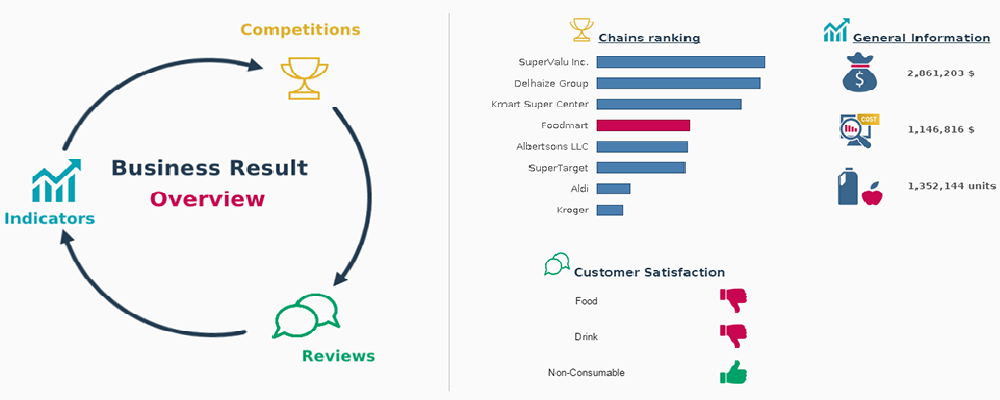 Competitions
Business Result
Overview
Indicators
Reviews
Chains ranking
SuperValu Inc.
Delhaize Group
Kmart Super Center
Foodmart
Albertsons LLC
SuperTarget
Aldi
Kroger
General Information
$
2,061,203 $
COST
1,146,816 $
1,352,144 units
Customer Satisfaction
Food
Drink
Non-Consumable